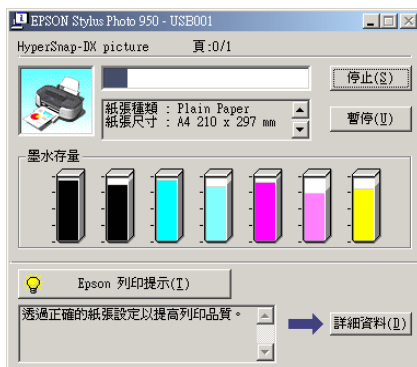 EPSON Stylus Photo 950 - USB001
HyperSnap-DX picture 頁:0/1
停止(S)
紙張種類 : Plain Paper
紙張尺寸 : A4 210 x 297 mm
暫停(U)
墨水存量
Epson 列印提示(T)
透過正確的紙張設定以提高列印品質。
詳細資料(D)